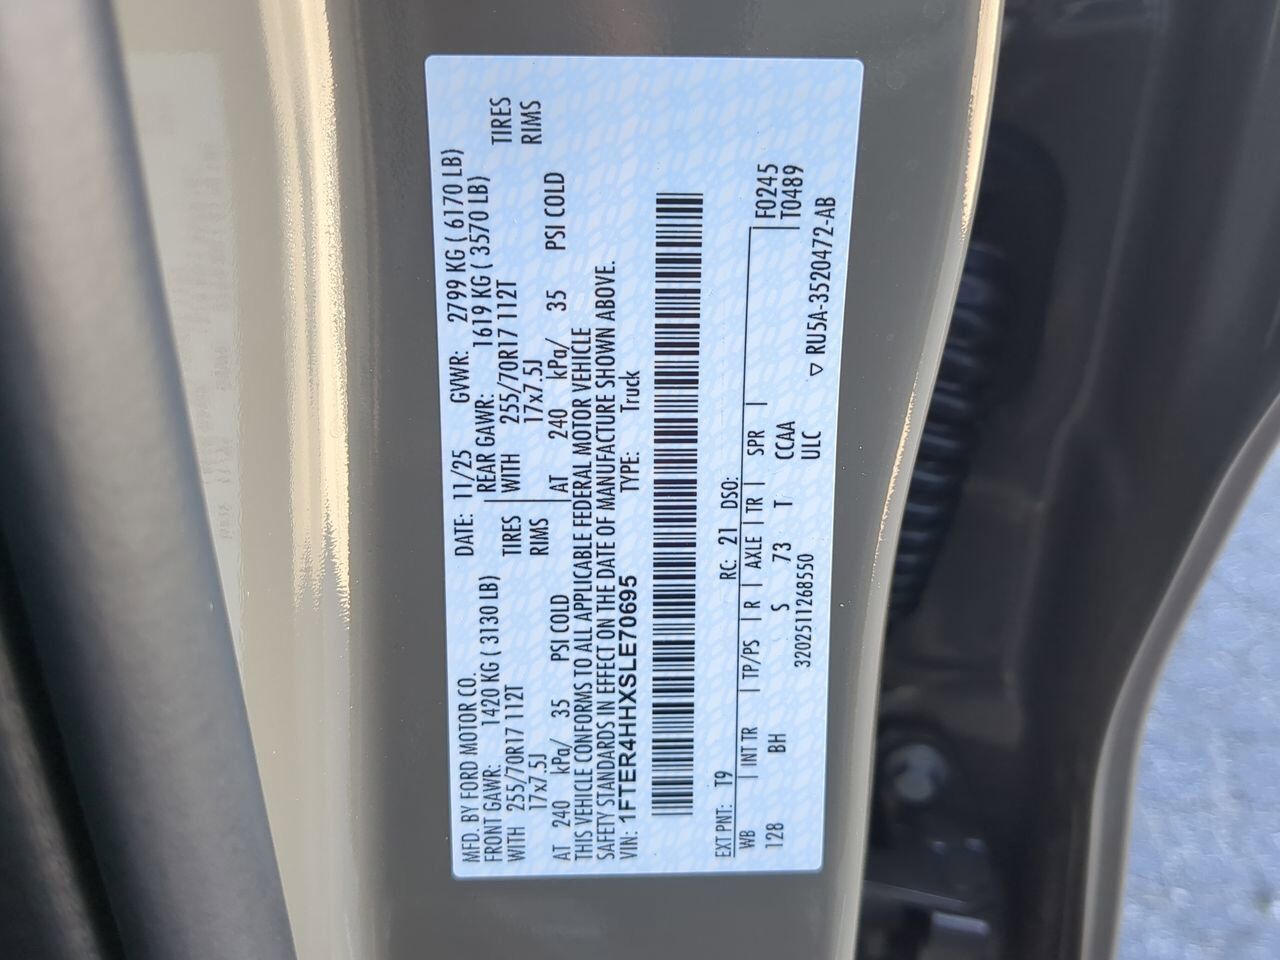 MFD. BY FORD MOTOR CO.
DATE: 11/25 GVWR: 2799 KG ( 6170 LB)
FRONT GAWR: 1420 KG ( 3130 LB)
REAR GAWR: 1619 KG ( 3570 LB)
WITH 255/70R17 112T TIRES
WITH 255/70R17 112T TIRES
17x7.5J RIMS
17x7.5J RIMS
AT 240 kPa/ 35 PSI COLD
AT 240 kPa/ 35 PSI COLD
THIS VEHICLE CONFORMS TO ALL APPLICABLE FEDERAL MOTOR VEHICLE
SAFETY STANDARDS IN EFFECT ON THE DATE OF MANUFACTURE SHOWN ABOVE.
VIN: 1FTER4HHXSLE70695 TYPE: Truck
EXT PNT: T9 RC: 21 DSO:
WB INT TR TP/PS R AXLE TR SPR F0245
128 BH S 73 T CCAA T0489
3202511268550 ULC
▽ RU5A-3520472-AB